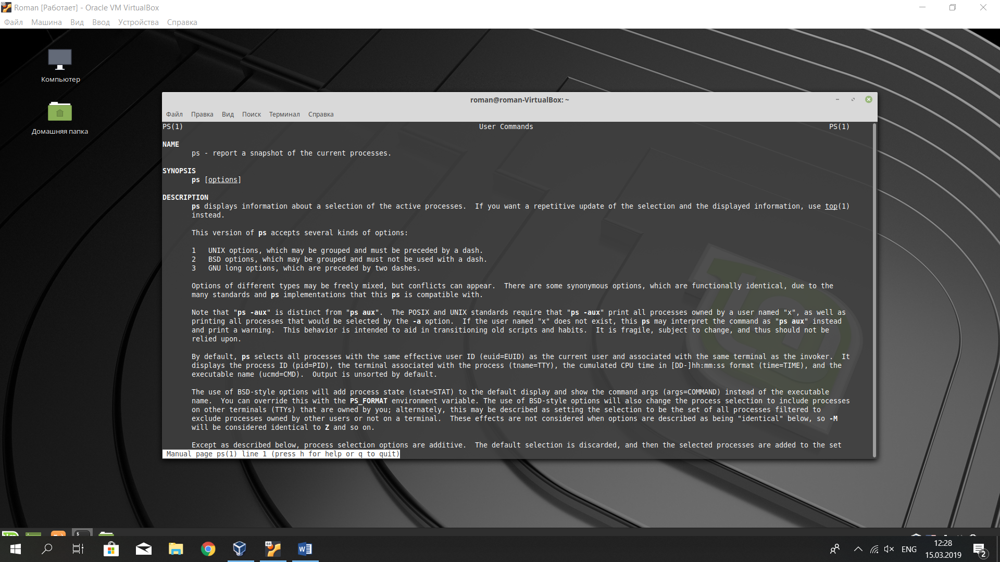 Roman [Работает] - Oracle VM VirtualBox
Файл Машина Вид Ввод Устройства Справка
Компьютер
Домашняя папка
roman@roman-VirtualBox: ~
Файл Правка Вид Поиск Терминал Справка
PS(1) User Commands PS(1)
NAME
ps - report a snapshot of the current processes.
SYNOPSIS
ps [options]
DESCRIPTION
ps displays information about a selection of the active processes.  If you want a repetitive update of the selection and the displayed information, use top(1)
instead.
This version of ps accepts several kinds of options:
1   UNIX options, which may be grouped and must be preceded by a dash.
2   BSD options, which may be grouped and must not be used with a dash.
3   GNU long options, which are preceded by two dashes.
Options of different types may be freely mixed, but conflicts can appear.  There are some synonymous options, which are functionally identical, due to the
many standards and ps implementations that this ps is compatible with.
Note that "ps -aux" is distinct from "ps aux".  The POSIX and UNIX standards require that "ps -aux" print all processes owned by a user named "x", as well as
printing all processes that would be selected by the -a option.  If the user named "x" does not exist, this ps may interpret the command as "ps aux" instead
and print a warning.  This behavior is intended to aid in transitioning old scripts and habits.  It is fragile, subject to change, and thus should not be
relied upon.
By default, ps selects all processes with the same effective user ID (euid=EUID) as the current user and associated with the same terminal as the invoker.  It
displays the process ID (pid=PID), the terminal associated with the process (tname=TTY), the cumulated CPU time in [DD-]hh:mm:ss format (time=TIME), and the
executable name (ucmd=CMD).  Output is unsorted by default.
The use of BSD-style options will add process state (stat=STAT) to the default display and show the command args (args=COMMAND) instead of the executable
name.  You can override this with the PS_FORMAT environment variable. The use of BSD-style options will also change the process selection to include processes
on other terminals (TTYs) that are owned by you; alternately, this may be described as setting the selection to be the set of all processes filtered to
exclude processes owned by other users or not on a terminal.  These effects are not considered when options are described as being "identical" below, so -M
will be considered identical to Z and so on.
Except as described below, process selection options are additive.  The default selection is discarded, and then the selected processes are added to the set
Manual page ps(1) line 1 (press h for help or q to quit)
64
ENG
12:28
15.03.2019
2